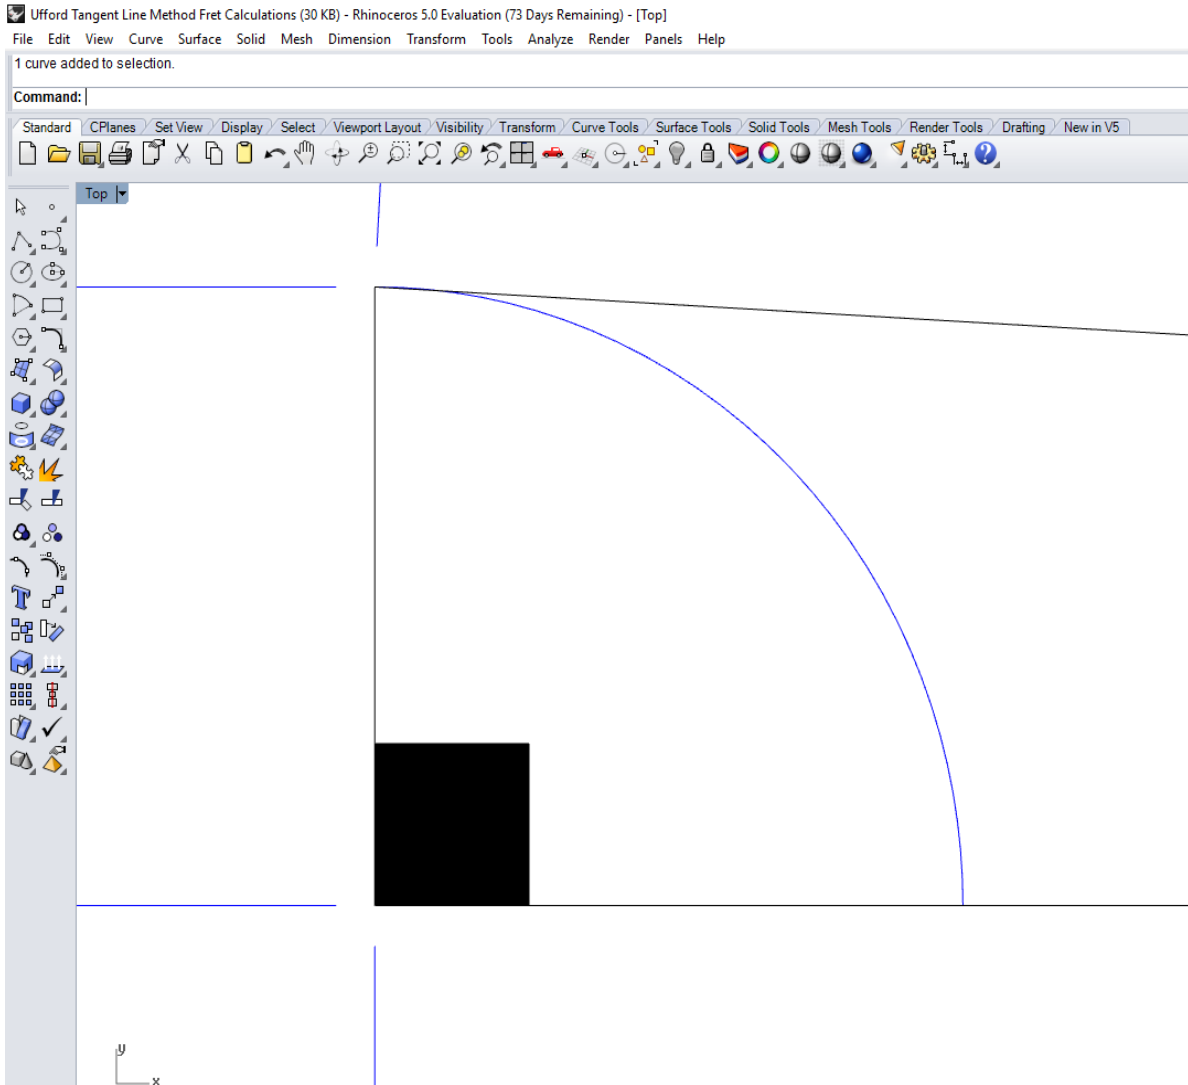 Ufford Tangent Line Method Fret Calculations (30 KB) - Rhinoceros 5.0 Evaluation (73 Days Remaining) - [Top]
File Edit View Curve Surface Solid Mesh Dimension Transform Tools Analyze Render Panels Help
1 curve added to selection.
Command:
Standard CPlanes Set View Display Select Viewport Layout Visibility Transform Curve Tools Surface Tools Solid Tools Mesh Tools Render Tools Drafting New in V5
Top
y
x